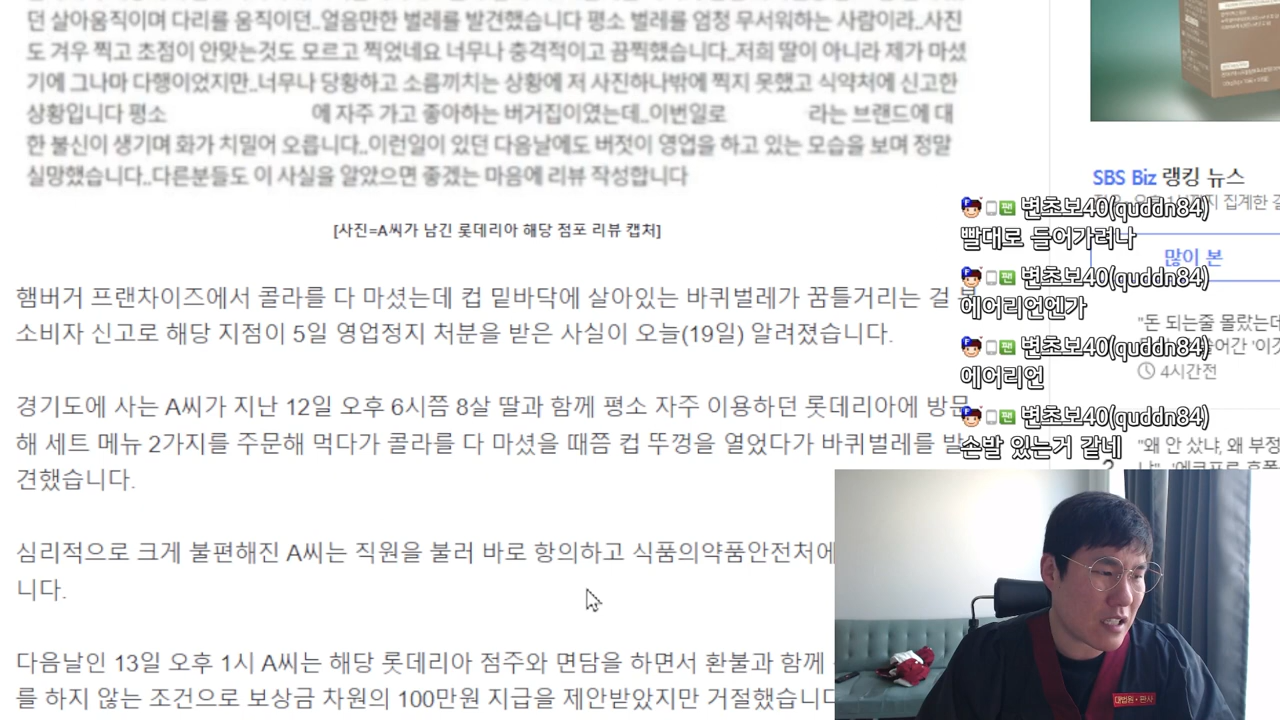 던 살아움직이며 다리를 움직이던..얼음만한 벌레를 발견했습니다 평소 벌레를 엄청 무서워하는 사람이라..사진
도 겨우 찍고 초점이 안맞는것도 모르고 찍었네요 너무나 충격적이고 끔찍했습니다..저희 딸이 아니라 제가 마셨
기에 그나마 다행이었지만..너무나 당황하고 소름끼치는 상황에 저 사진하나밖에 찍지 못했고 식약처에 신고한
상황입니다 평소 에 자주 가고 좋아하는 버거집이였는데..이번일로 라는 브랜드에 대
한 불신이 생기며 화가 치밀어 오릅니다..이런일이 있던 다음날에도 버젓이 영업을 하고 있는 모습을 보며 정말
실망했습니다..다른분들도 이 사실을 알았으면 좋겠는 마음에 리뷰 작성합니다
[사진=A씨가 남긴 롯데리아 해당 점포 리뷰 캡처]
햄버거 프랜차이즈에서 콜라를 다 마셨는데 컵 밑바닥에 살아있는 바퀴벌레가 꿈틀거리는 걸
소비자 신고로 해당 지점이 5일 영업정지 처분을 받은 사실이 오늘(19일) 알려졌습니다.
경기도에 사는 A씨가 지난 12일 오후 6시쯤 8살 딸과 함께 평소 자주 이용하던 롯데리아에 방문
해 세트 메뉴 2가지를 주문해 먹다가 콜라를 다 마셨을 때쯤 컵 뚜껑을 열었다가 바퀴벌레를 발
견했습니다.
심리적으로 크게 불편해진 A씨는 직원을 불러 바로 항의하고 식품의약품안전처에
니다.
다음날인 13일 오후 1시 A씨는 해당 롯데리아 점주와 면담을 하면서 환불과 함께
를 하지 않는 조건으로 보상금 차원의 100만원 지급을 제안받았지만 거절했습니다
SBS Biz 랭킹 뉴스
많이 본
"돈 되는줄 몰랐는데
4시간전
"왜 안 샀냐, 왜 부정
변초보40(quddn84)
빨대로 들어가려나
변초보40(quddn84)
에어리언엔가
변초보40(quddn84)
에어리언
변초보40(quddn84)
손발 있는거 같네
대법원·판사